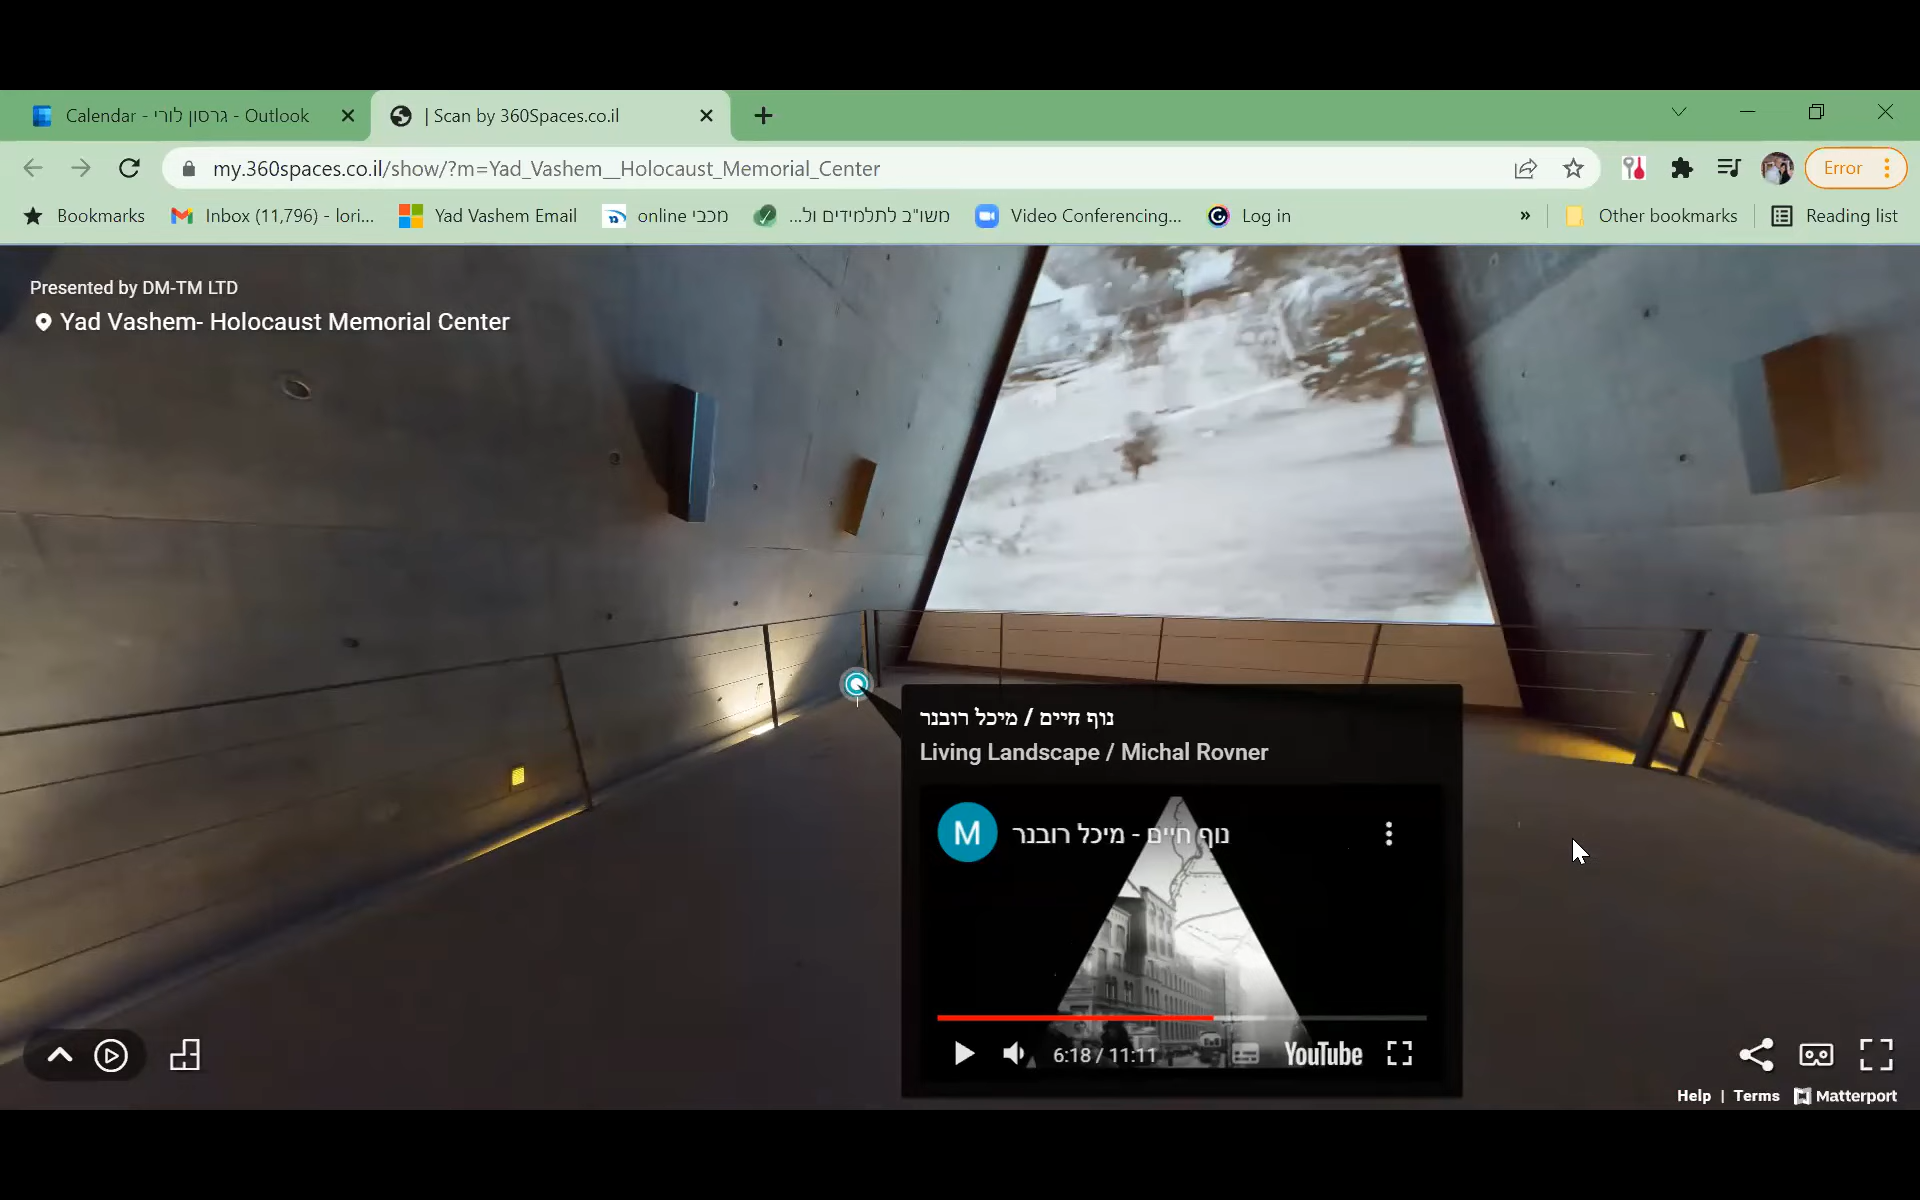 Calendar - גרסון לורי - Outlook
| Scan by 360Spaces.co.il
my.360spaces.co.il/show/?m=Yad_Vashem__Holocaust_Memorial_Center
Error
Bookmarks
Inbox (11,796) - lori...
Yad Vashem Email
מכבי online
משו"ב לתלמידים ול...
Video Conferencing...
Log in
»
Other bookmarks
Reading list
Presented by DM-TM LTD
Yad Vashem- Holocaust Memorial Center
נוף חיים / מיכל רובנר
Living Landscape / Michal Rovner
M
נוף חיים - מיכל רובנר
6:18 / 11:11
YouTube
Help | Terms Matterport